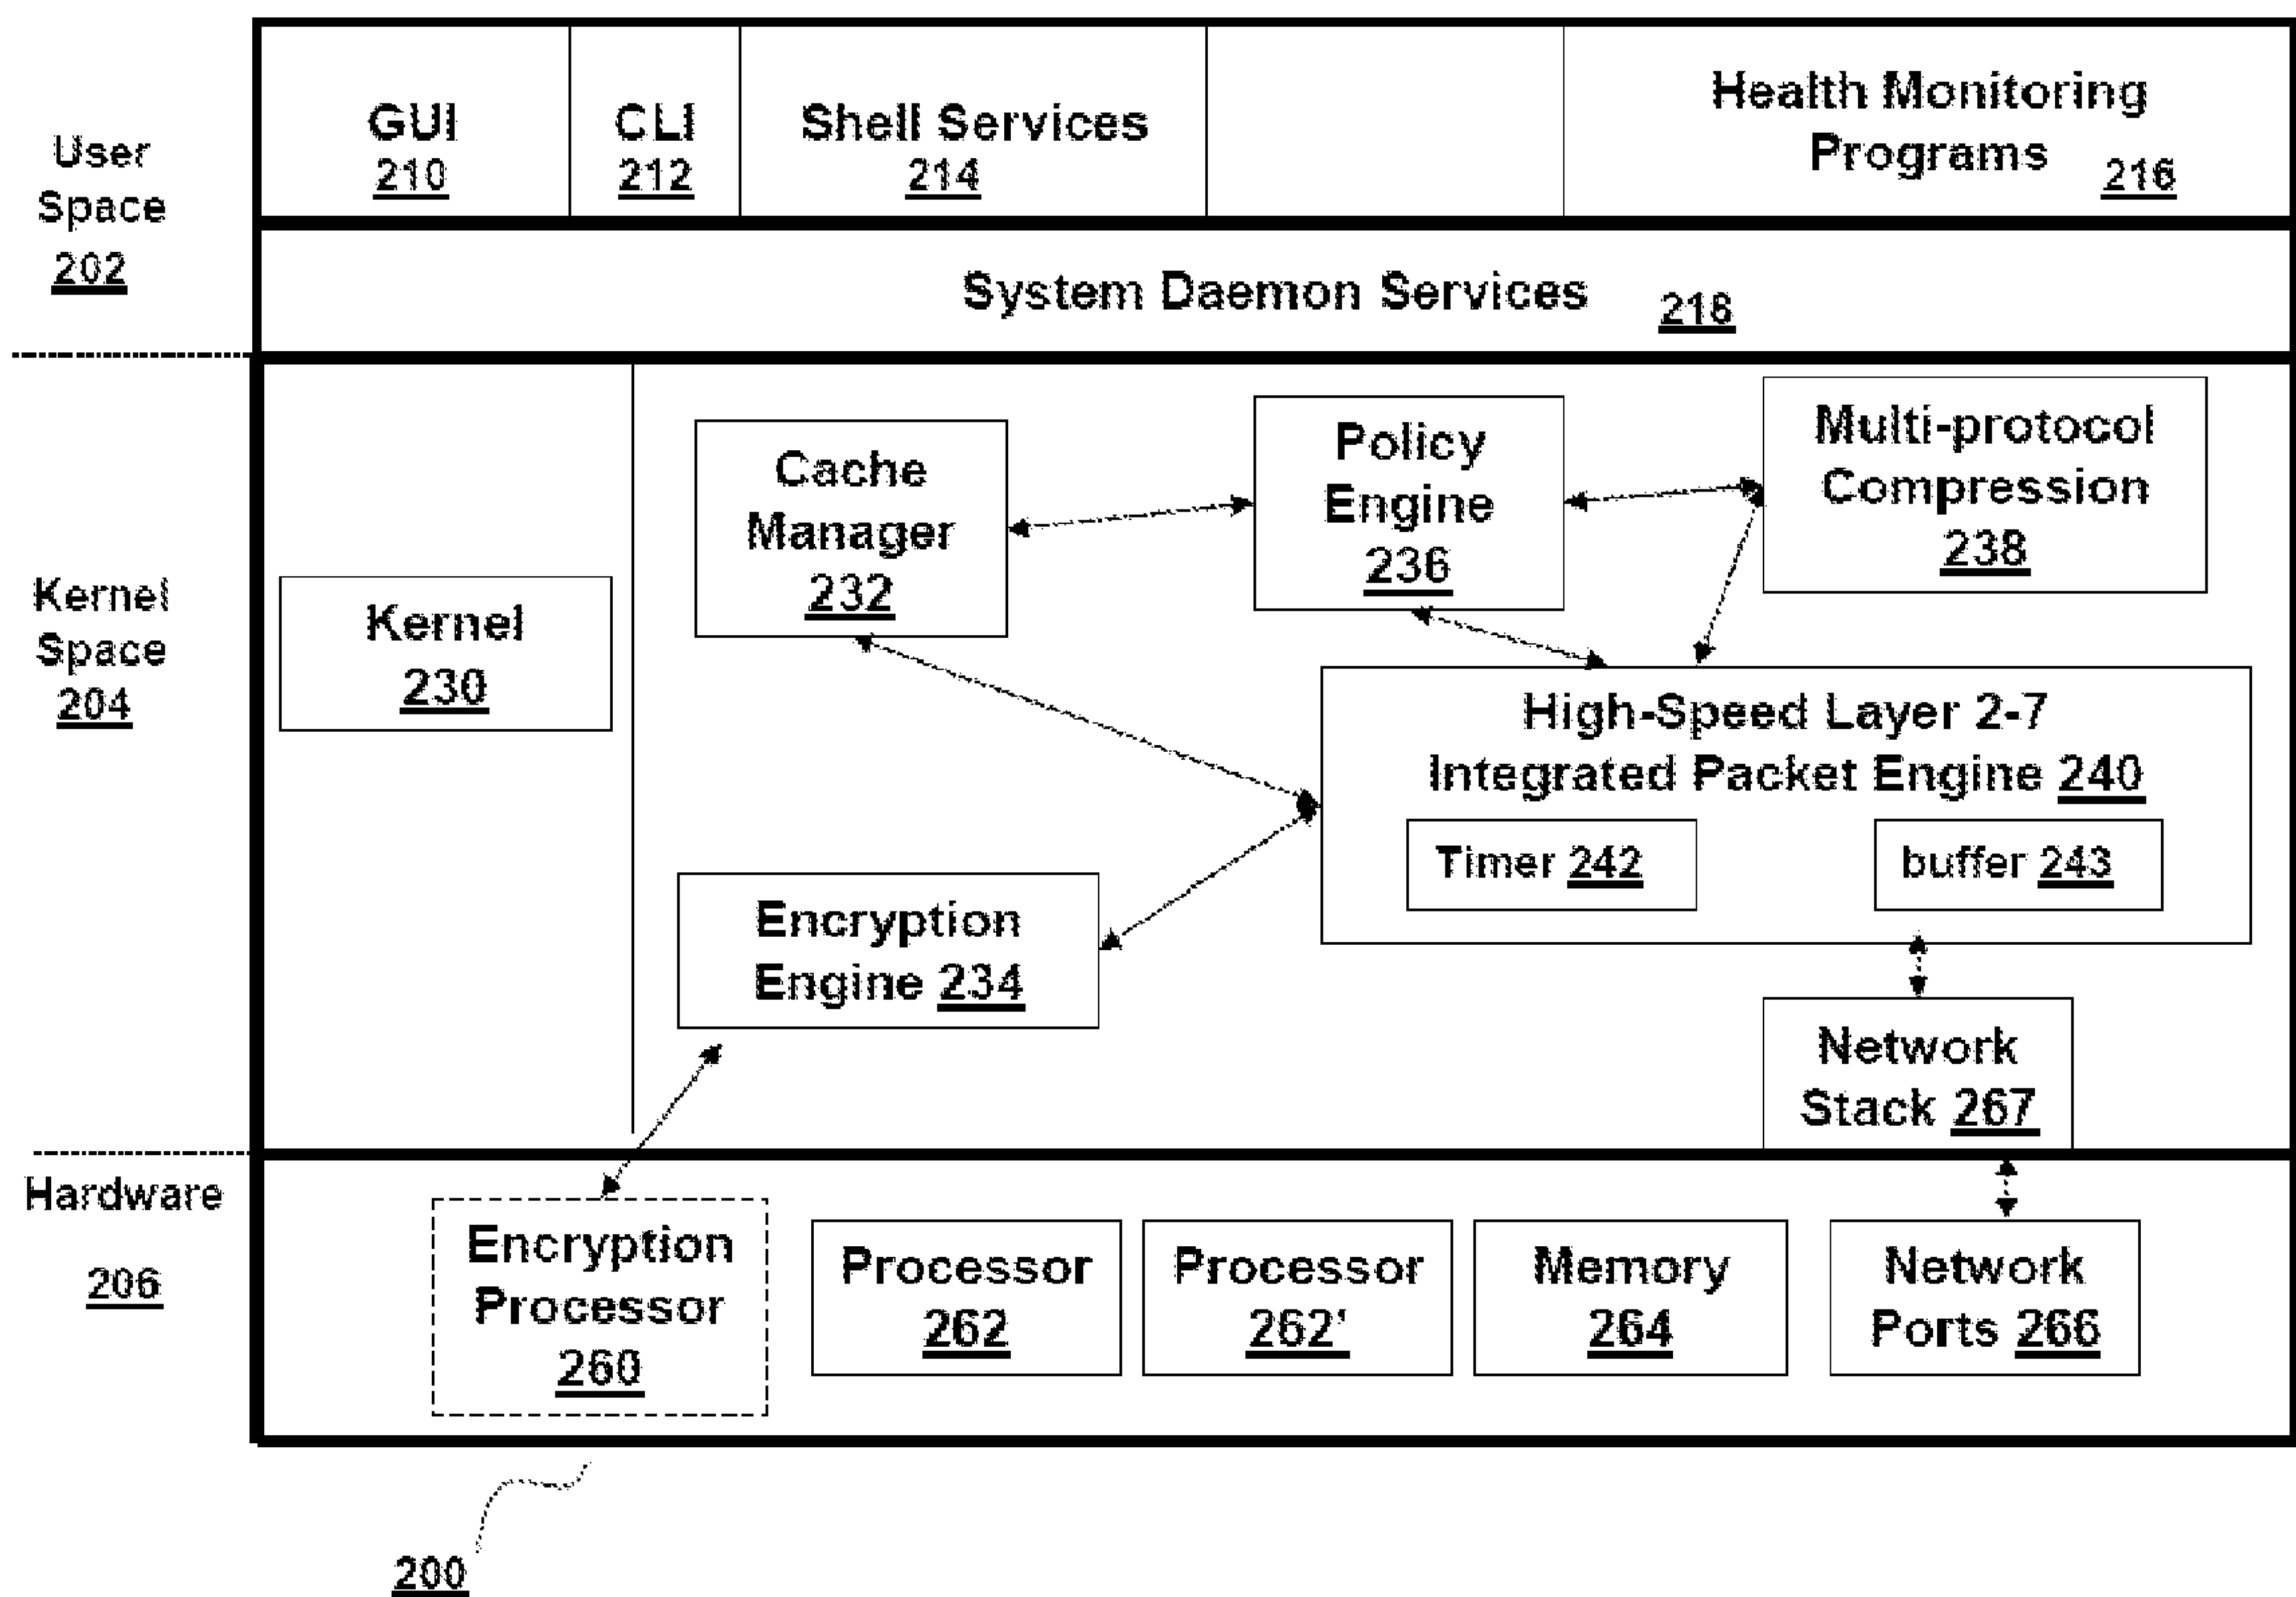 User
Space
202
GUI
210
CLI
212
Shell Services
214
Health Monitoring
Programs 216
System Daemon Services 218
Kernel
Space
204
Kernel
230
Cache
Manager
232
Policy
Engine
236
Multi-protocol
Compression
238
High-Speed Layer 2-7
Integrated Packet Engine 240
Timer 242
buffer 243
Encryption
Engine 234
Network
Stack 267
Hardware
206
Encryption
Processor
260
Processor
262
Processor
262'
Memory
264
Network
Ports 266
200